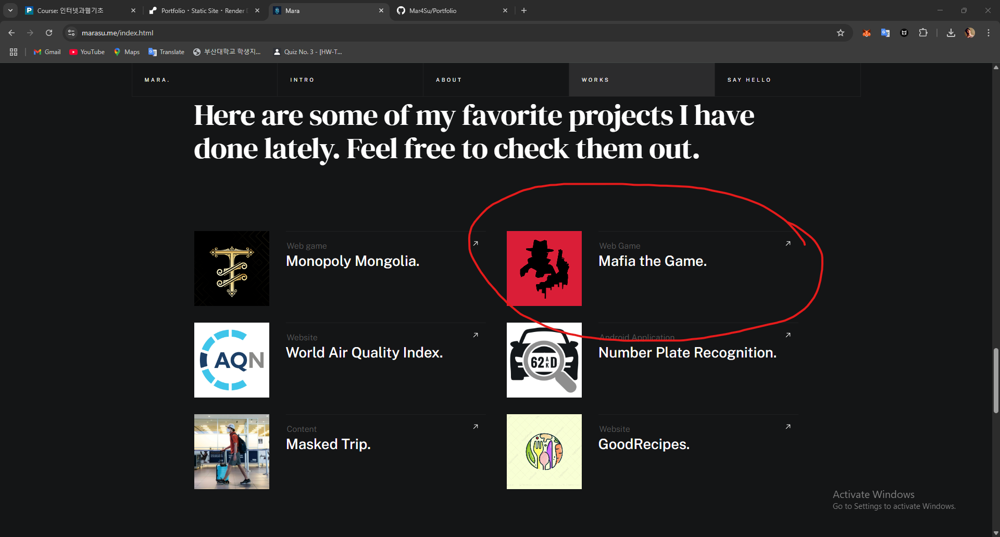 Course: 인터넷과웹기초
Portfolio · Static Site · Render D
Mara
Mar4Su/Portfolio
marasu.me/index.html
Gmail
YouTube
Maps
Translate
부산대학교 학생지...
Quiz No. 3 - [HW-T...
MARA.
INTRO
ABOUT
WORKS
SAY HELLO
Here are some of my favorite projects I have
done lately. Feel free to check them out.
Web game
Monopoly Mongolia.
Web Game
Mafia the Game.
AQN
Website
World Air Quality Index.
62 AK D
Android Application
Number Plate Recognition.
Content
Masked Trip.
Website
GoodRecipes.
Activate Windows
Go to Settings to activate Windows.